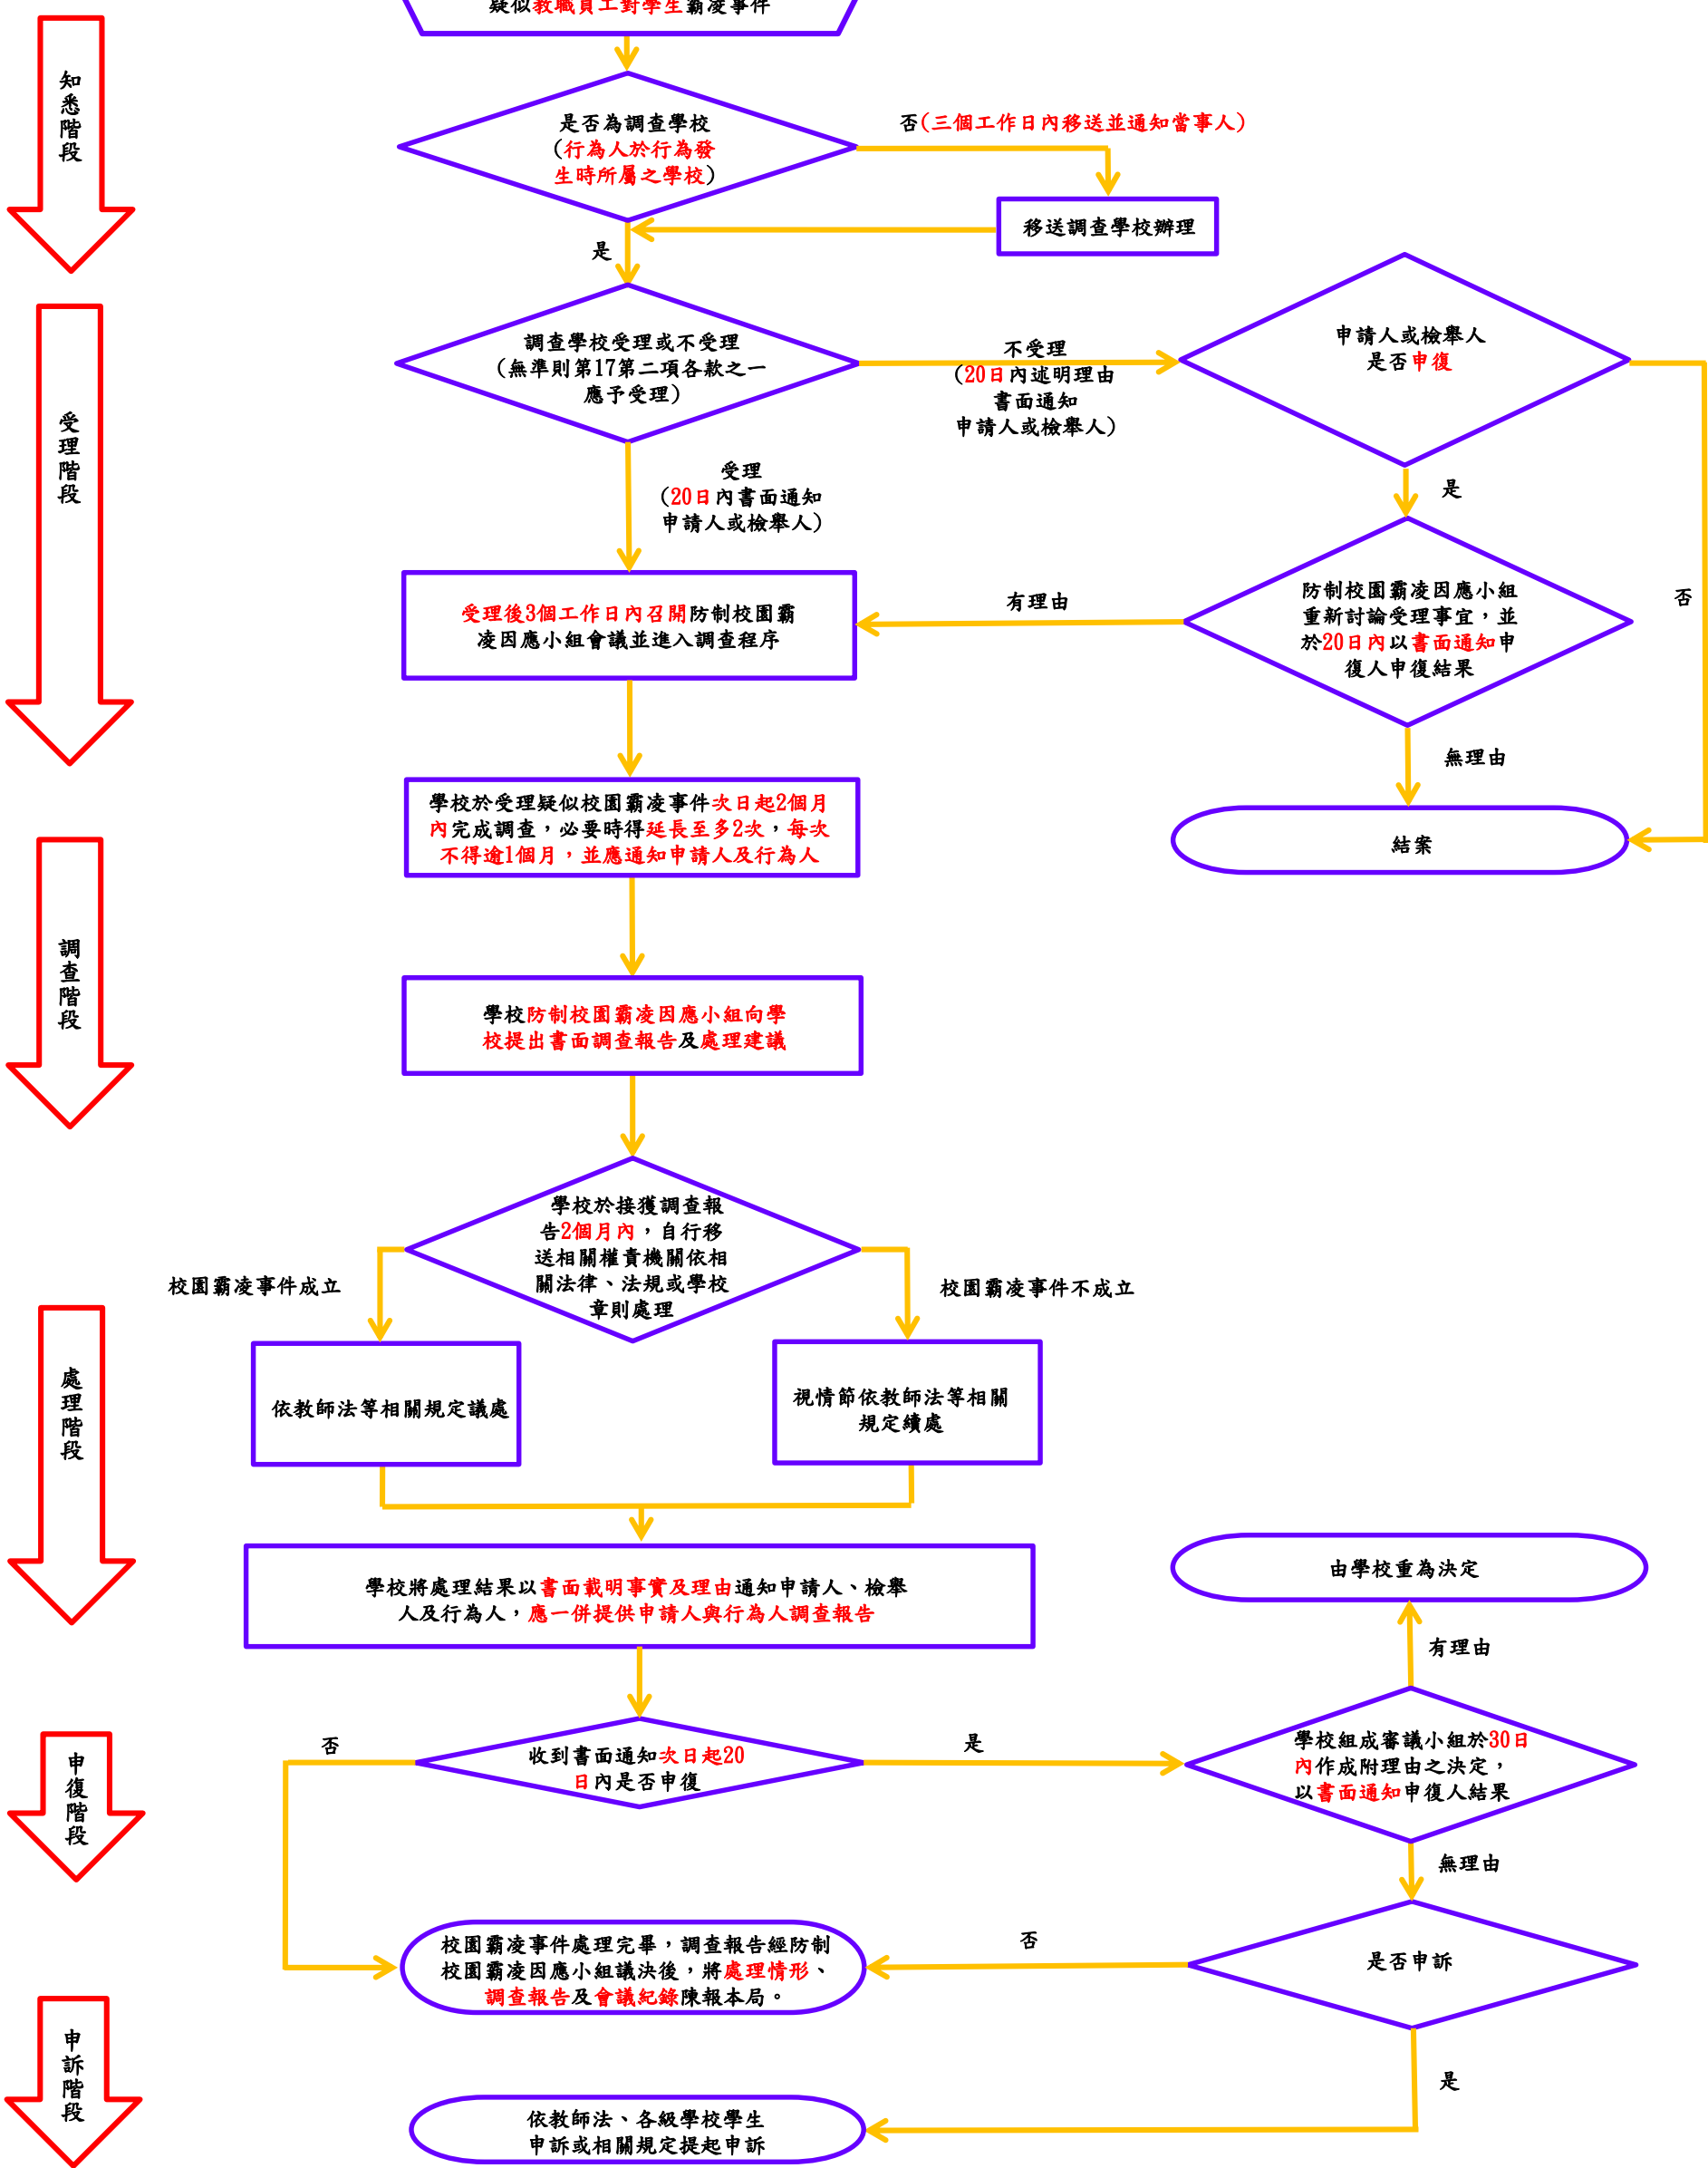 疑似教職員工對學生霸凌事件
知悉階段
是否為調查學校
(行為人於行為發
生時所屬之學校)
否(三個工作日內移送並通知當事人)
移送調查學校辦理
是
受理階段
調查學校受理或不受理
(無準則第17第二項各款之一
應予受理)
不受理
(20日內述明理由
書面通知
申請人或檢舉人)
申請人或檢舉人
是否申復
受理
(20日內書面通知
申請人或檢舉人)
是
否
受理後3個工作日內召開防制校園霸
凌因應小組會議並進入調查程序
有理由
防制校園霸凌因應小組
重新討論受理事宜，並
於20日內以書面通知申
復人申復結果
無理由
結案
學校於受理疑似校園霸凌事件次日起2個月
內完成調查，必要時得延長至多2次，每次
不得逾1個月，並應通知申請人及行為人
調查階段
學校防制校園霸凌因應小組向學
校提出書面調查報告及處理建議
學校於接獲調查報
告2個月內，自行移
送相關權責機關依相
關法律、法規或學校
章則處理
校園霸凌事件成立
校園霸凌事件不成立
處理階段
依教師法等相關規定議處
視情節依教師法等相關
規定續處
學校將處理結果以書面載明事實及理由通知申請人、檢舉
人及行為人，應一併提供申請人與行為人調查報告
由學校重為決定
有理由
申復階段
否
收到書面通知次日起20
日內是否申復
是
學校組成審議小組於30日
內作成附理由之決定，
以書面通知申復人結果
無理由
校園霸凌事件處理完畢，調查報告經防制
校園霸凌因應小組議決後，將處理情形、
調查報告及會議紀錄陳報本局。
否
是否申訴
申訴階段
是
依教師法、各級學校學生
申訴或相關規定提起申訴